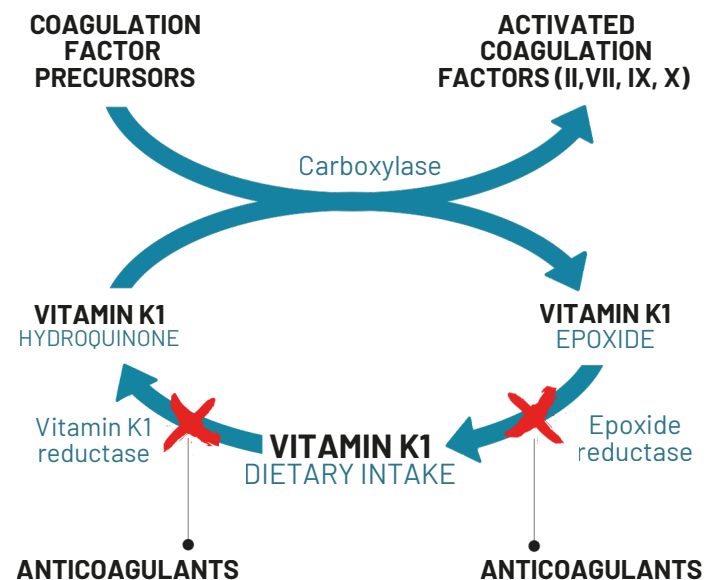 COAGULATION
FACTOR
PRECURSORS
ACTIVATED
COAGULATION
FACTORS (II,VII, IX, X)
Carboxylase
VITAMIN K1
HYDROQUINONE
VITAMIN K1
EPOXIDE
Vitamin K1
reductase
VITAMIN K1
DIETARY INTAKE
Epoxide
reductase
ANTICOAGULANTS
ANTICOAGULANTS